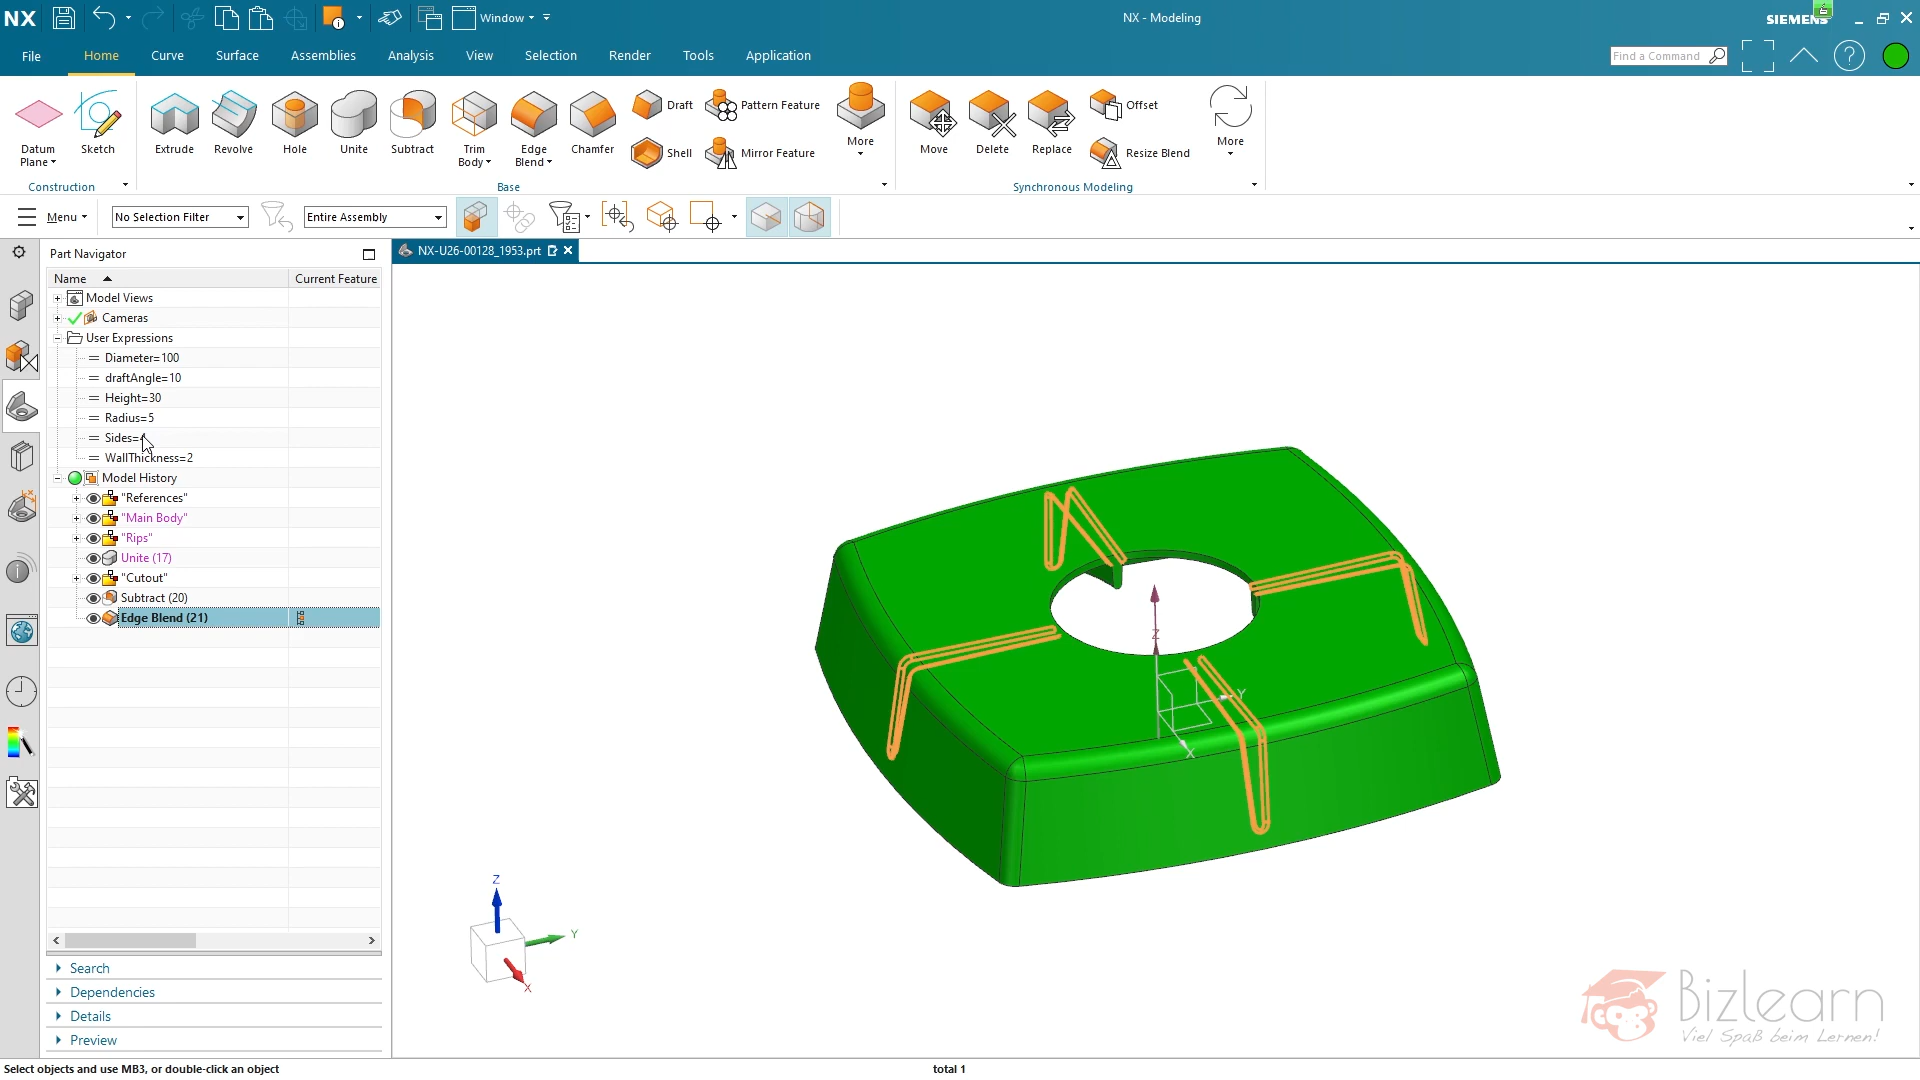 NX
Window
NX - Modeling
SIEMENS
File
Home
Curve
Surface
Assemblies
Analysis
View
Selection
Render
Tools
Application
Find a Command
Datum
Plane
Sketch
Extrude
Revolve
Hole
Unite
Subtract
Trim
Body
Edge
Blend
Chamfer
Draft
Shell
Pattern Feature
Mirror Feature
More
Move
Delete
Replace
Offset
Resize Blend
More
Construction
Base
Synchronous Modeling
Menu
No Selection Filter
Entire Assembly
Part Navigator
NX-U26-00128_1953.prt
Name
Current Feature
Model Views
Cameras
User Expressions
Diameter=100
draftAngle=10
Height=30
Radius=5
Sides=4
WallThickness=2
Model History
"References"
"Main Body"
"Rips"
Unite (17)
"Cutout"
Subtract (20)
Edge Blend (21)
Z
Y
X
Z
Y
X
Search
Dependencies
Details
Preview
Bizlearn
Viel Spaß beim Lernen!
Select objects and use MB3, or double-click an object
total 1